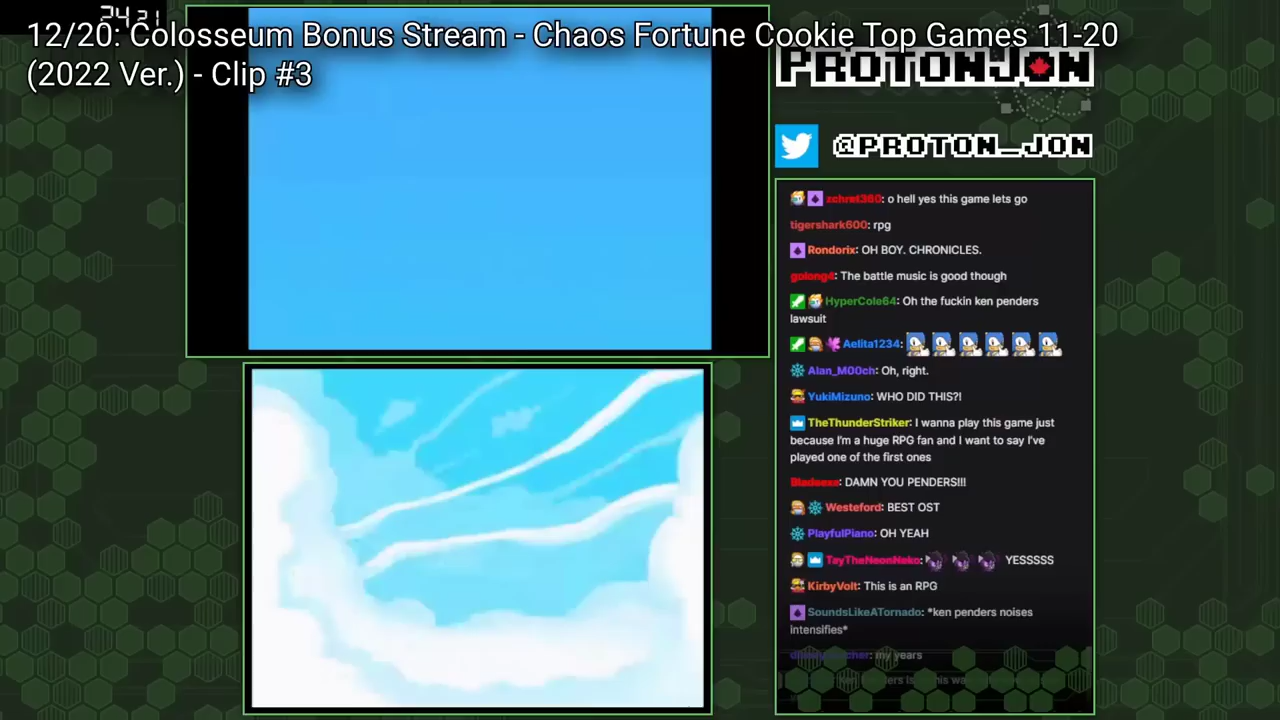 12/20: Colosseum Bonus Stream - Chaos Fortune Cookie Top Games 11-20
(2022 Ver.) - Clip #3
PROTONJON
@PROTON_JON
zchrst360: o hell yes this game lets go
tigershark600: rpg
Rondorix: OH BOY. CHRONICLES.
golong4: The battle music is good though
HyperCole64: Oh the fuckin ken penders
lawsuit
Aelita1234:
Alan_M00ch: Oh, right.
YukiMizuno: WHO DID THIS?!
TheThunderStriker: I wanna play this game just
because I'm a huge RPG fan and I want to say I've
played one of the first ones
Bladsexe: DAMN YOU PENDERS!!!
Westeford: BEST OST
PlayfulPiano: OH YEAH
TayTheNeonNeko: YESSSSS
KirbyVolt: This is an RPG
SoundsLikeATornado: *ken penders noises
intensifies*
my years